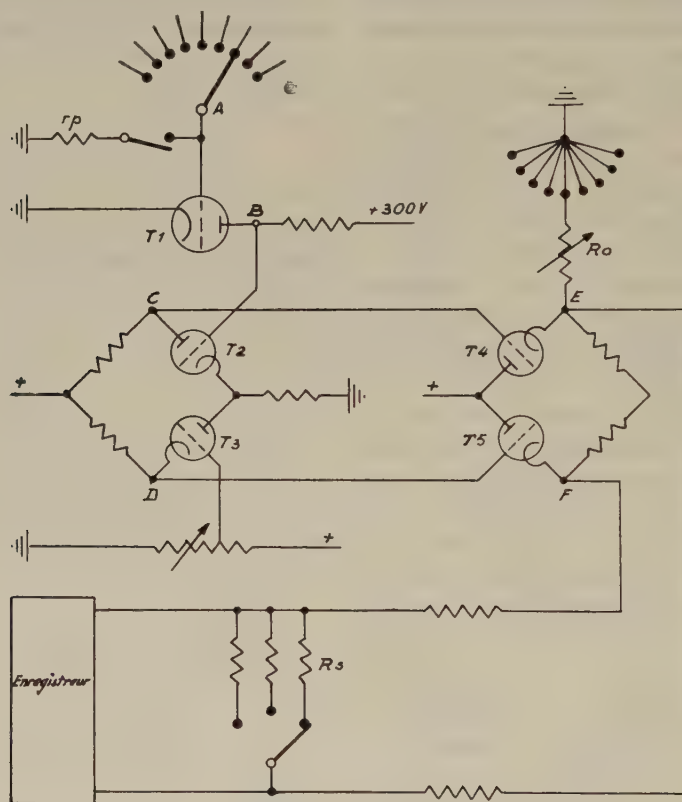 A
rp
T1
B
+300V
Ro
C
E
T2
T4
+
+
T3
T5
D
F
+
Enregistreur
Rs